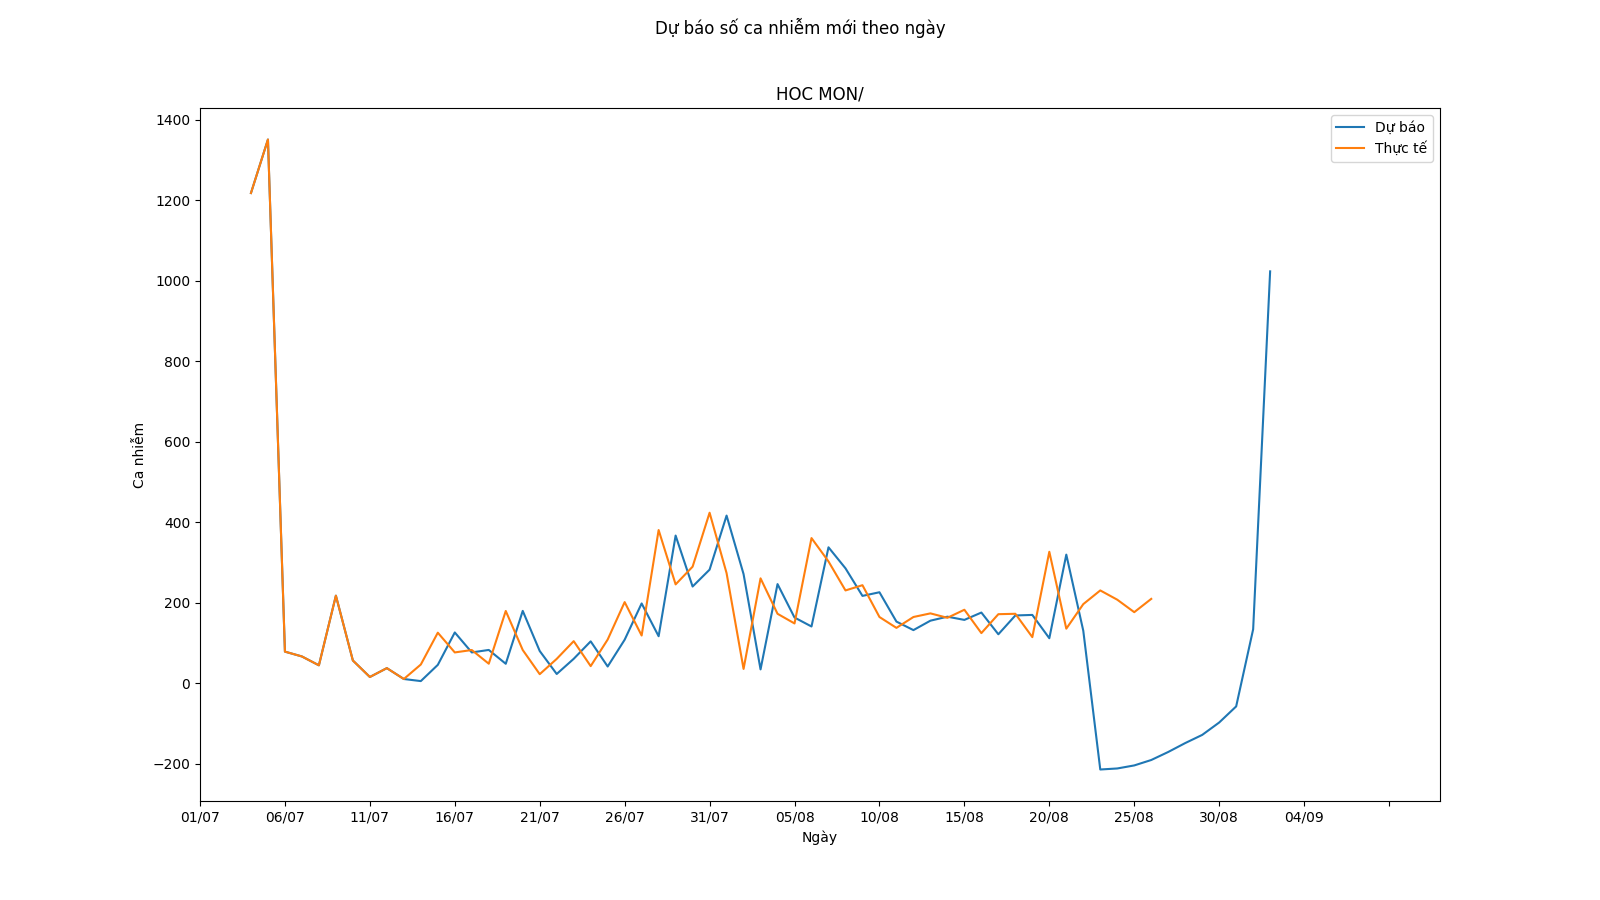 Dự báo số ca nhiễm mới theo ngày
HOC MON/
1400
1200
1000
800
600
400
200
0
−200
Ca nhiễm
Dự báo
Thực tế
01/07 06/07 11/07 16/07 21/07 26/07 31/07 05/08 10/08 15/08 20/08 25/08 30/08 04/09
Ngày